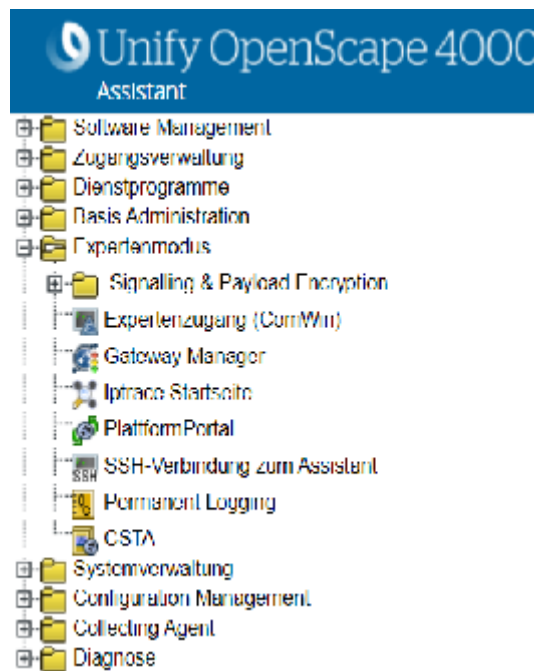 Unify OpenScape 4000
Assistant
Software Management
Zugangsverwaltung
Dienstprogramme
Basis Administration
Expertenmodus
Signalling & Payload Encryption
Expertenzugang (ComWin)
Gateway Manager
Iptrace Startseite
PlattformPortal
SSH-Verbindung zum Assistant
Permanent Logging
CSTA
Systemverwaltung
Configuration Management
Collecting Agent
Diagnose